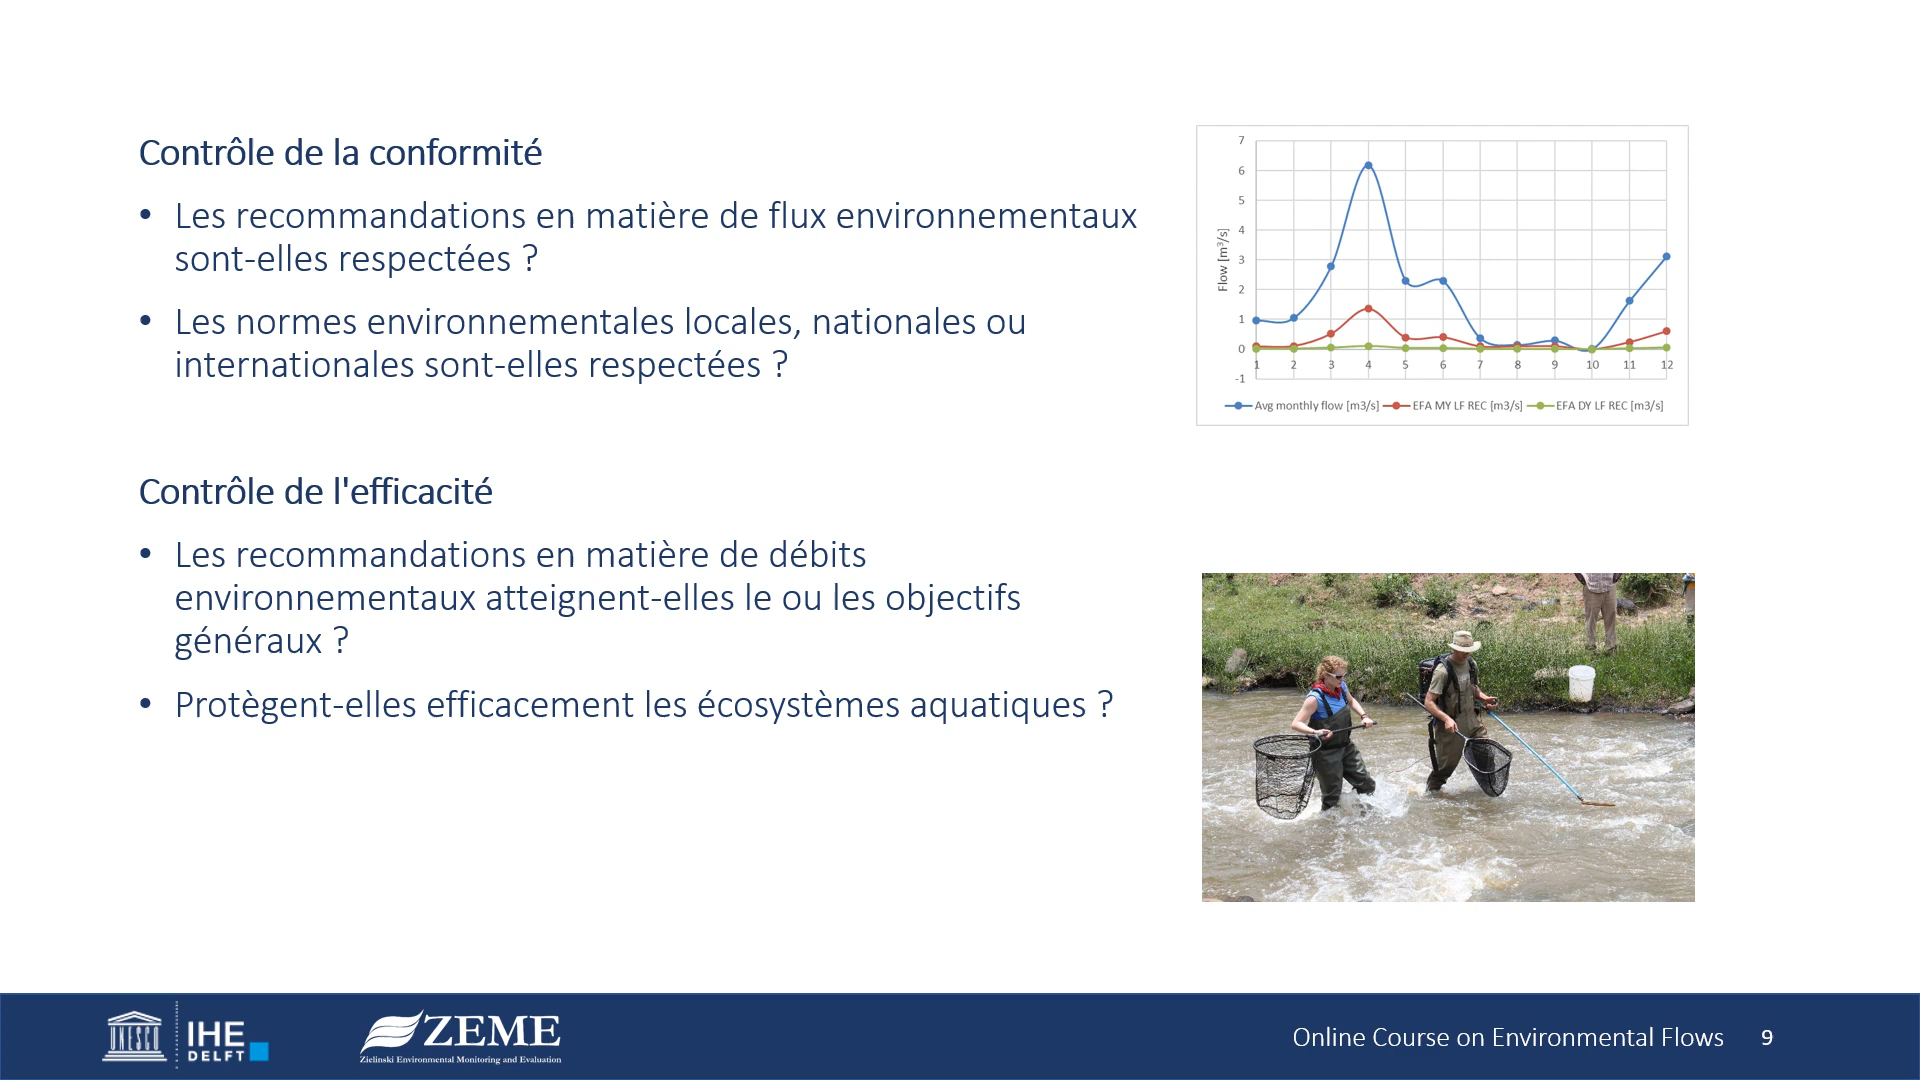 Contrôle de la conformité
• Les recommandations en matière de flux environnementaux
sont-elles respectées ?
• Les normes environnementales locales, nationales ou
internationales sont-elles respectées ?
Contrôle de l'efficacité
• Les recommandations en matière de débits
environnementaux atteignent-elles le ou les objectifs
généraux ?
• Protègent-elles efficacement les écosystèmes aquatiques ?
Flow [m³/s]
7
6
5
4
3
2
1
0
-1
1 2 3 4 5 6 7 8 9 10 11 12
Avg monthly flow [m3/s] EFA MY LF REC {m3/s] EFA DY LF REC [m3/s]
UNESCO
IHE
DELFT
ZEME
Zielinski Environmental Monitoring and Evaluation
Online Course on Environmental Flows 9